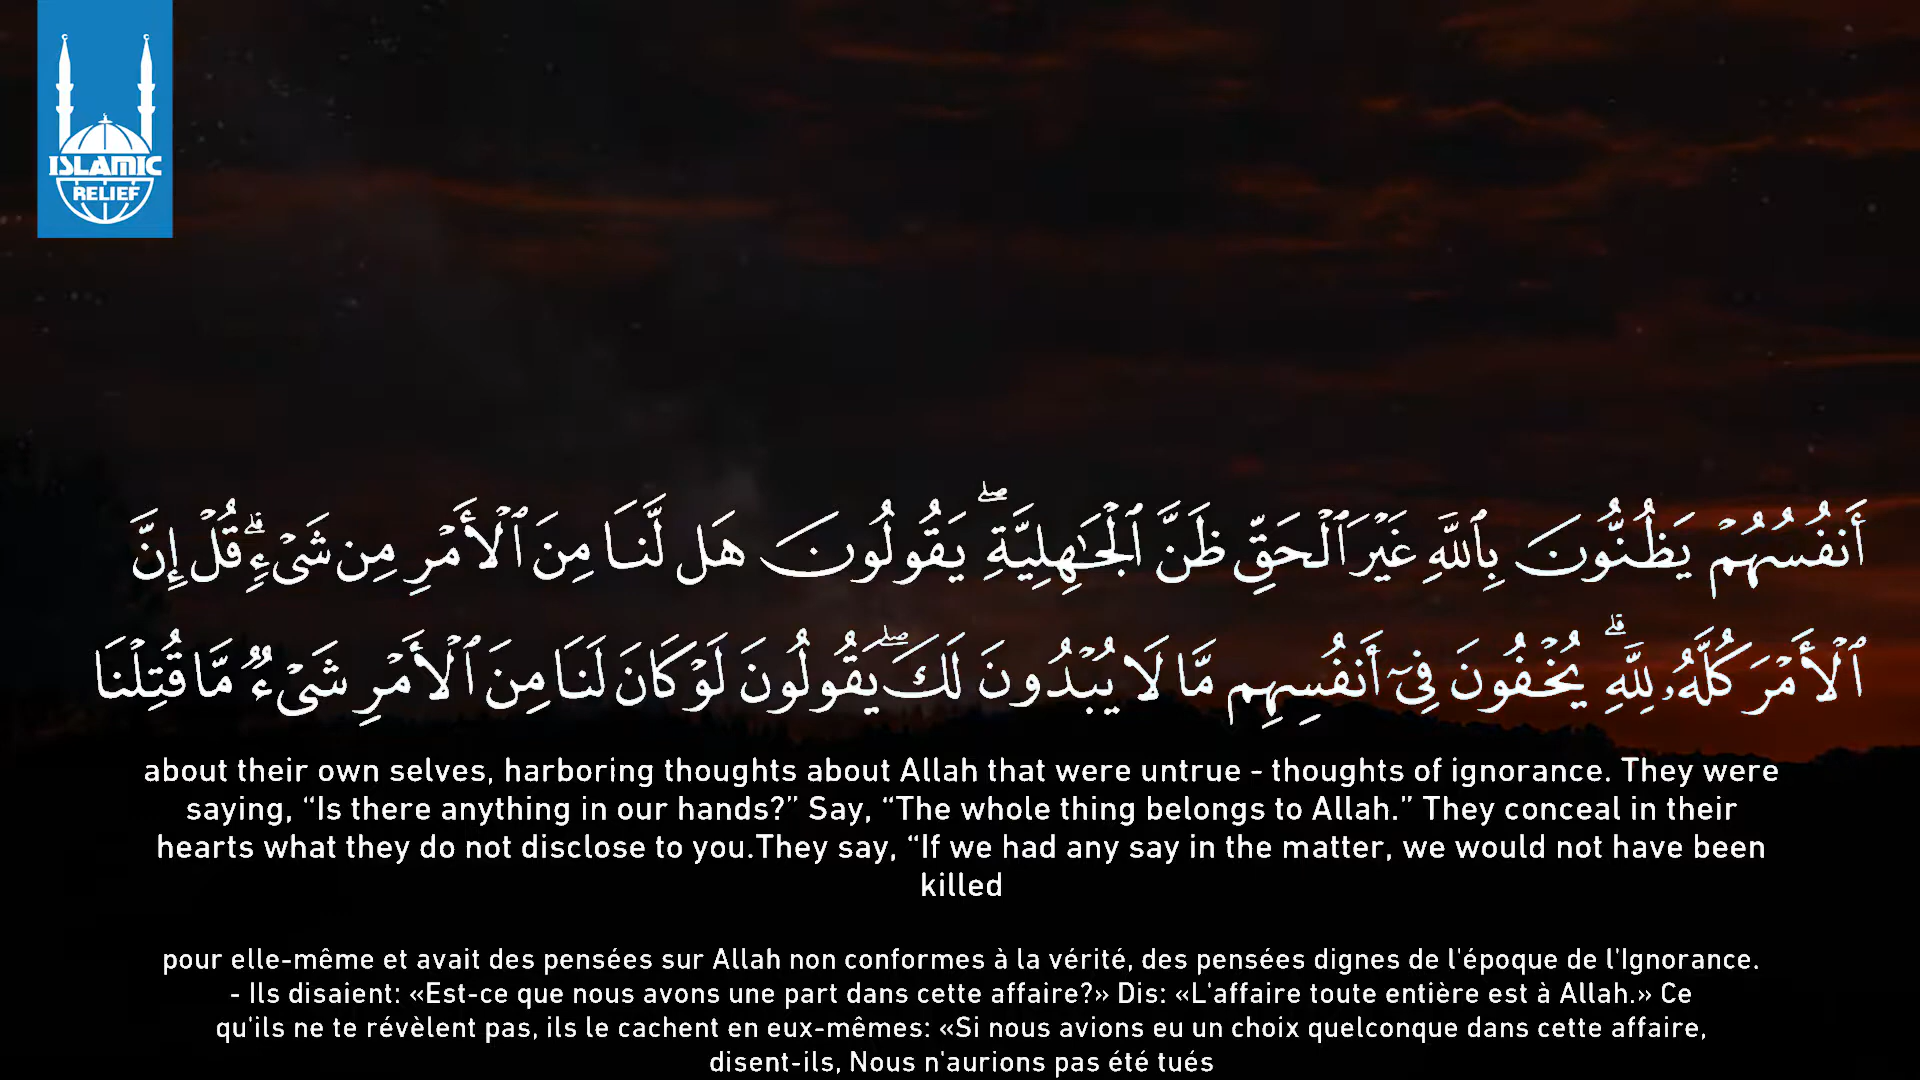 ISLAMIC
RELIEF
أَنفُسُهُمْ يَظُنُّونَ بِٱللَّهِ غَيْرَ ٱلْحَقِّ ظَنَّ ٱلْجَـٰهِلِيَّةِ ۖ يَقُولُونَ هَل لَّنَا مِنَ ٱلْأَمْرِ مِن شَىْءٍ ۗ قُلْ إِنَّ
ٱلْأَمْرَ كُلَّهُۥ لِلَّهِ ۗ يُخْفُونَ فِىٓ أَنفُسِهِم مَّا لَا يُبْدُونَ لَكَ ۖ يَقُولُونَ لَوْ كَانَ لَنَا مِنَ ٱلْأَمْرِ شَىْءٌ مَّا قُتِلْنَا
about their own selves, harboring thoughts about Allah that were untrue - thoughts of ignorance. They were
saying, “Is there anything in our hands?” Say, “The whole thing belongs to Allah.” They conceal in their
hearts what they do not disclose to you.They say, “If we had any say in the matter, we would not have been
killed
pour elle-même et avait des pensées sur Allah non conformes à la vérité, des pensées dignes de l'époque de l'Ignorance.
- Ils disaient: «Est-ce que nous avons une part dans cette affaire?» Dis: «L'affaire toute entière est à Allah.» Ce
qu'ils ne te révèlent pas, ils le cachent en eux-mêmes: «Si nous avions eu un choix quelconque dans cette affaire,
disent-ils, Nous n'aurions pas été tués